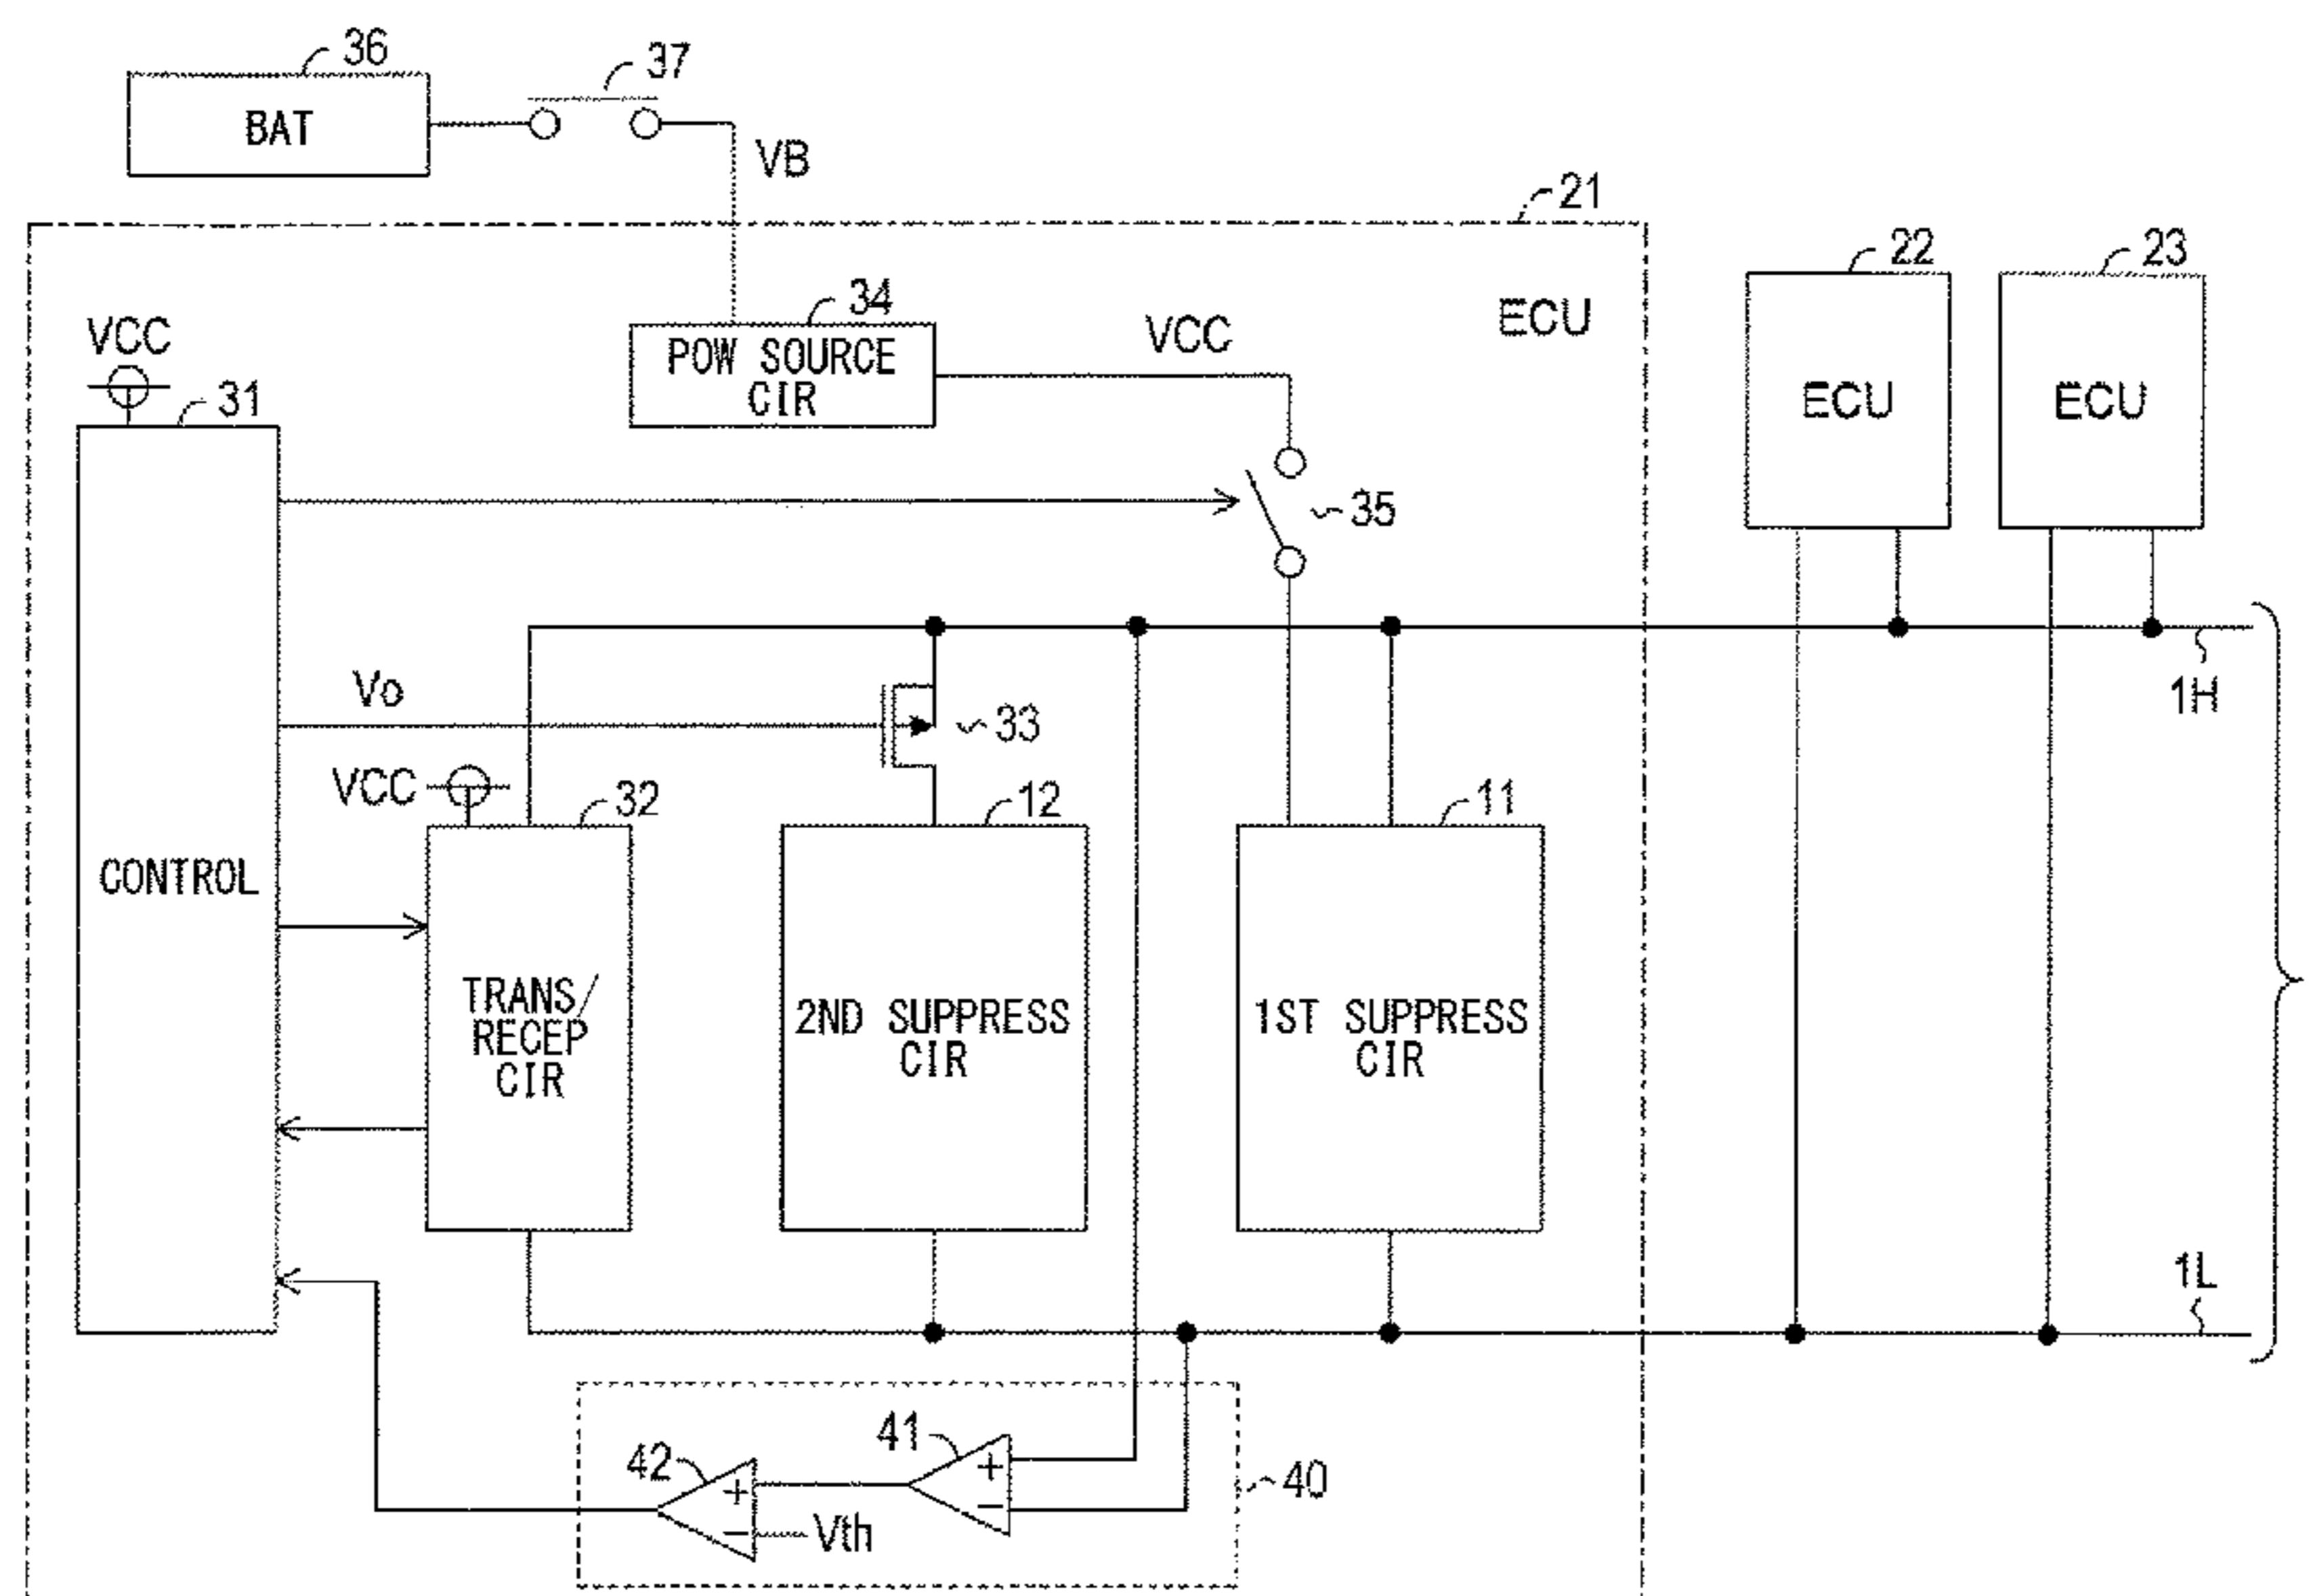 36
37
BAT
VB
21
22
23
34
ECU
VCC
POW SOURCE
CIR
VCC
31
ECU
ECU
35
1H
Vo
33
VCC
32
12
11
CONTROL
TRANS/
RECEP
CIR
2ND SUPPRESS
CIR
1ST SUPPRESS
CIR
1L
41
42
+
−
+
−
Vth
40